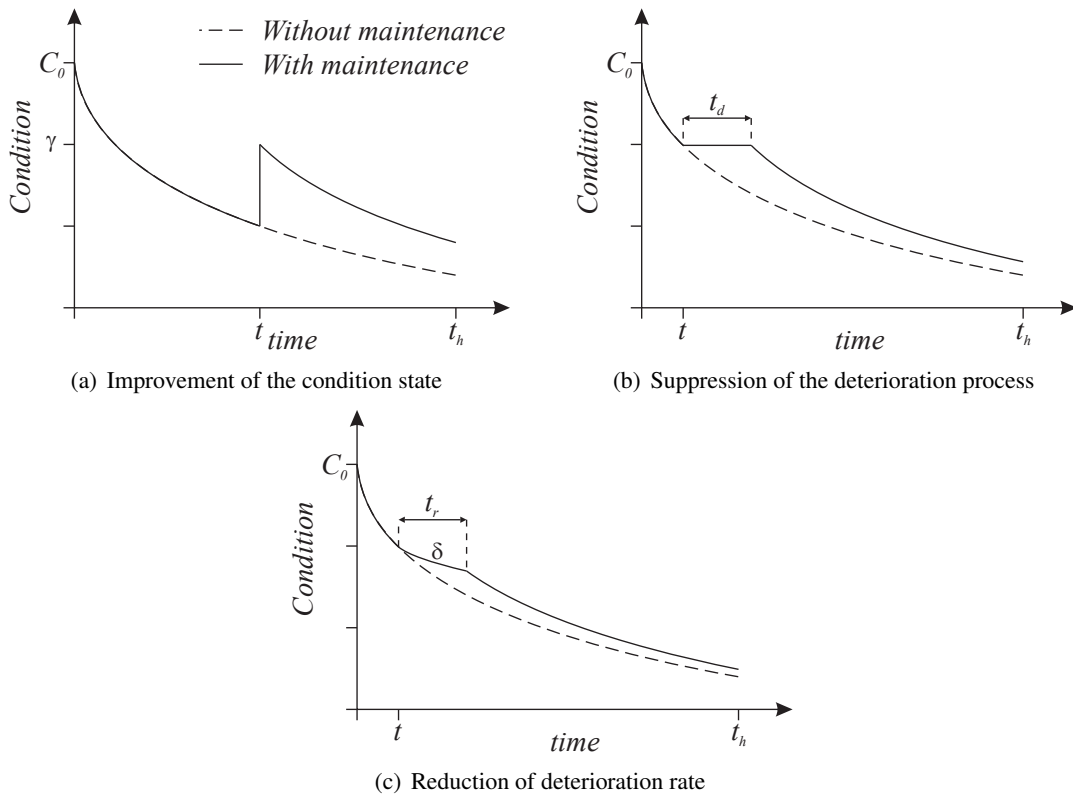 Without maintenance
With maintenance
C₀
γ
Condition
t
time
tₕ
(a) Improvement of the condition state
C₀
t_d
Condition
t
time
tₕ
(b) Suppression of the deterioration process
C₀
tᵣ
δ
Condition
t
time
tₕ
(c) Reduction of deterioration rate